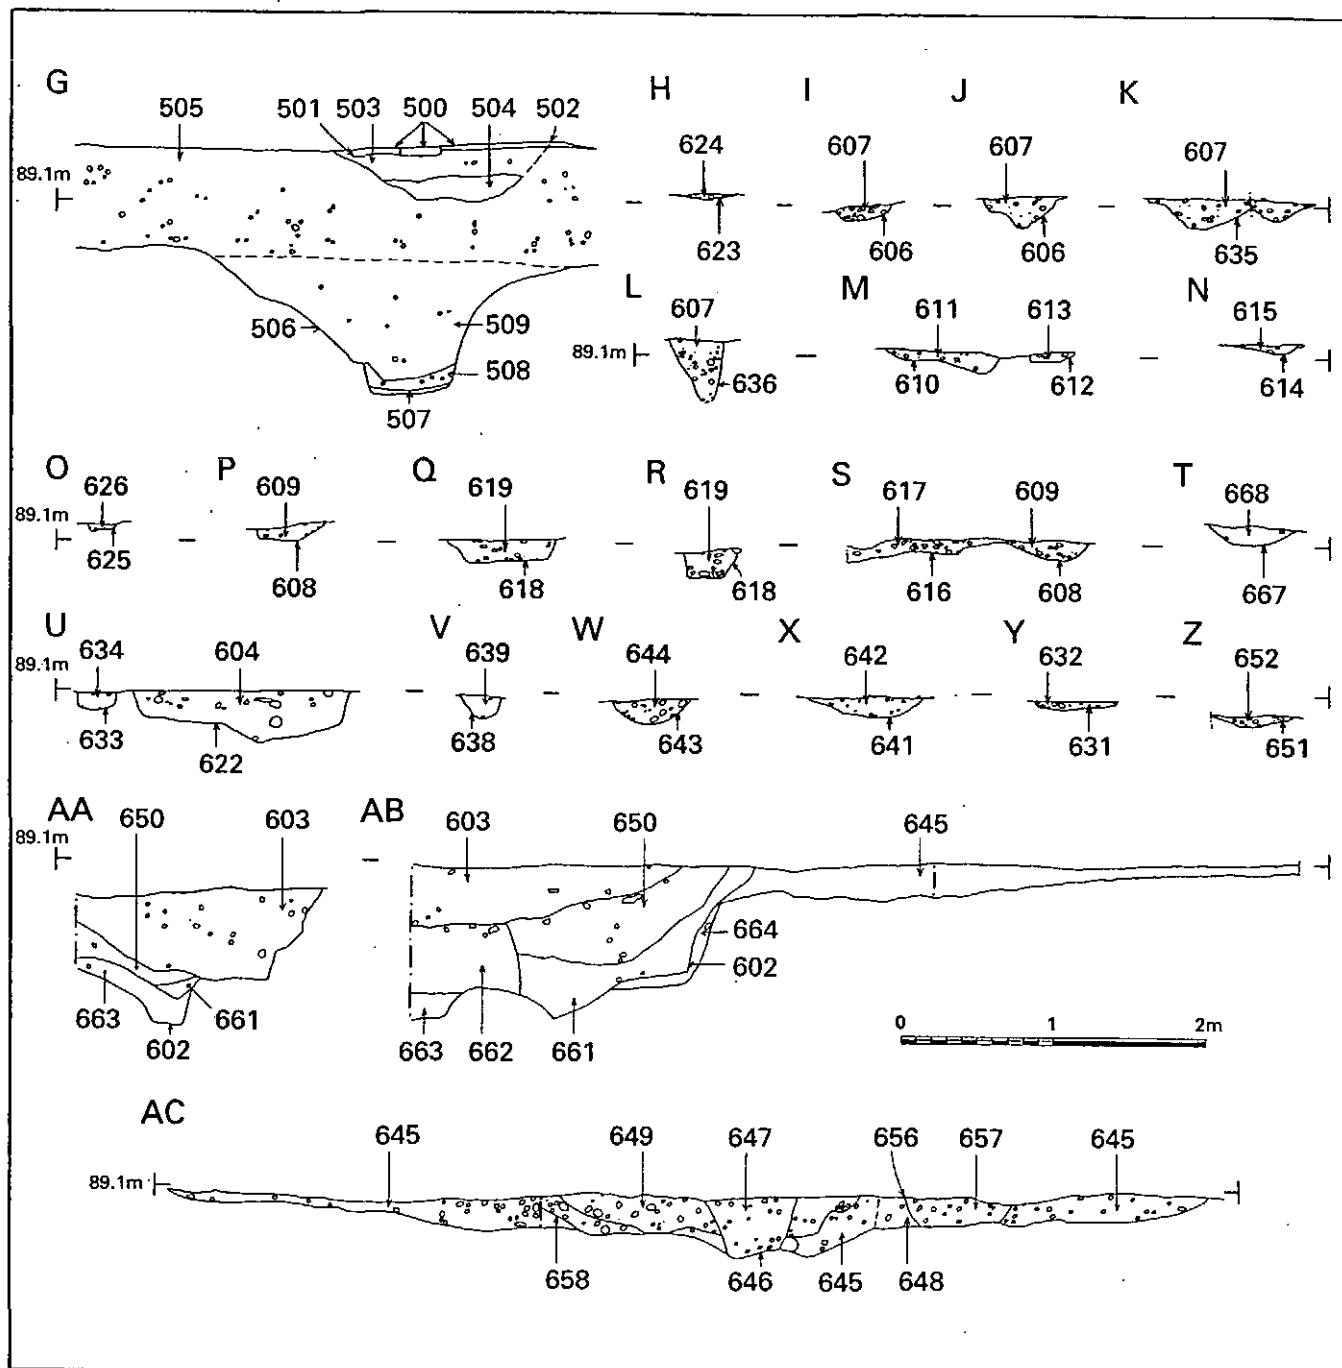 G H I J K
505 501 503 500 504 502
624 607 607 607
89.1m
623 606 606 635
L M N
607 611 613 615
506 509
89.1m
508
636 610 612 614
507
O P Q R S T
626 609 619 619 617 609 668
89.1m
625 608 618 618 616 608 667
U V W X Y Z
634 604 639 644 642 632 652
89.1m
633 622 638 643 641 631 651
AA AB
650 603 603 650 645
89.1m
664
602
663 661 602
663 662 661
0 1 2m
AC
645 649 647 656 657 645
89.1m
658 646 645 648